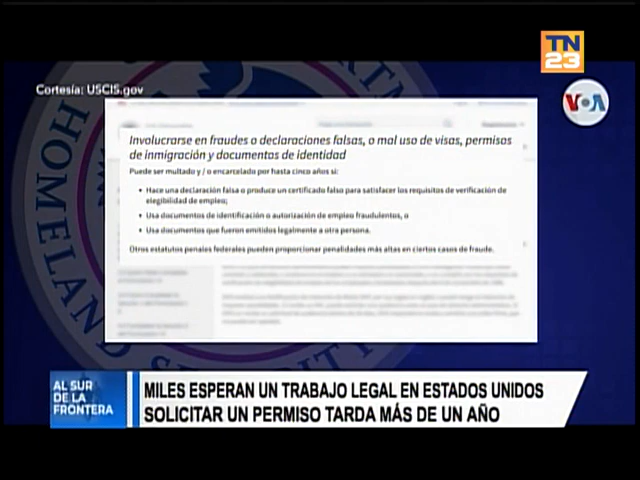 TN
23
Cortesía: USCIS.gov
VOA
HOMELAND SECURITY
Involucrarse en fraudes o declaraciones falsas, o mal uso de visas, permisas
de inmigración y documentas de identidad
Puede ser multado y / o encarcelado por hasta cinco años si:
• Hace una declaración falsa o produce un certificado falso para satisfacer los requisitos de verificación de
elegibilidad de empleo;
• Usa documentos de identificación o autorización de empleo fraudulentos, o
• Usa documentos que fueron emitidos legalmente a otra persona.
Otros estatutos penales federales pueden proporcionar penalidades más altas en ciertos casos de fraude.
AL SUR
DE LA
FRONTERA
MILES ESPERAN UN TRABAJO LEGAL EN ESTADOS UNIDOS
SOLICITAR UN PERMISO TARDA MÁS DE UN AÑO